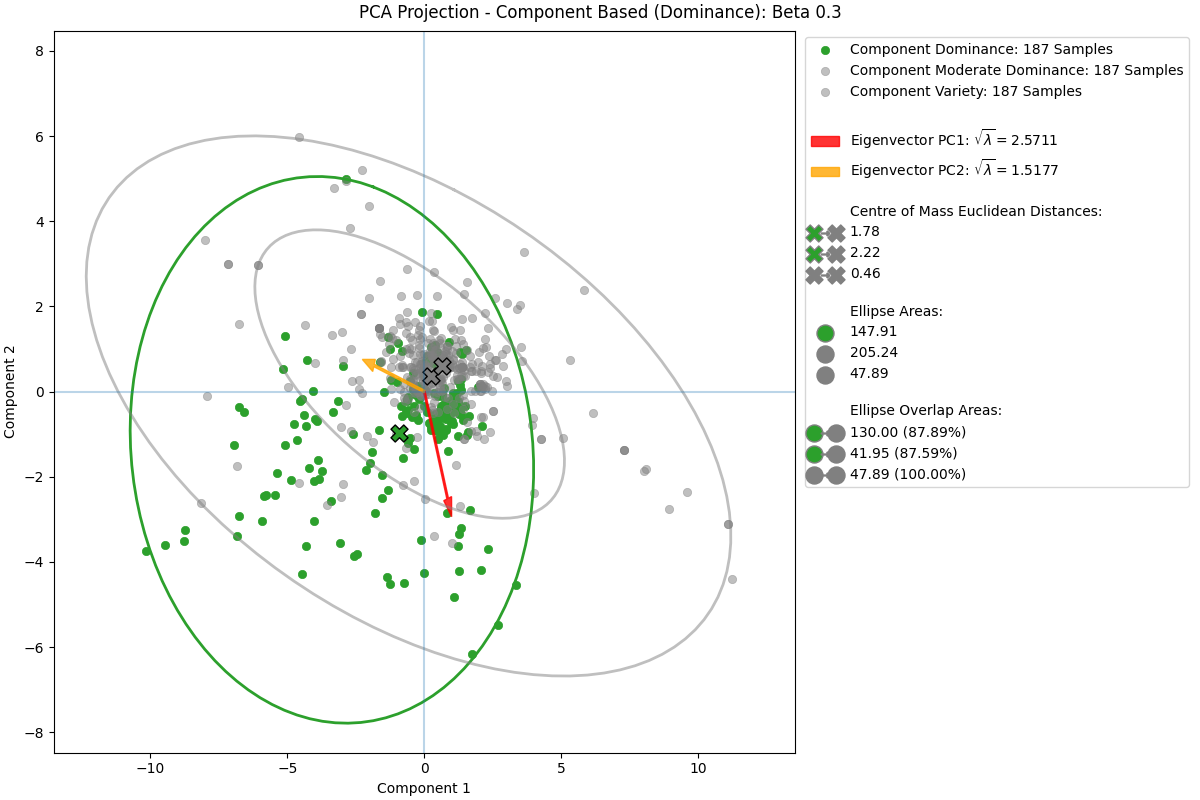 PCA Projection - Component Based (Dominance): Beta 0.3
8
6
4
2
0
−2
−4
−6
−8
Component 2
−10
−5
0
5
10
Component 1
Component Dominance: 187 Samples
Component Moderate Dominance: 187 Samples
Component Variety: 187 Samples
Eigenvector PC1: √λ = 2.5711
Eigenvector PC2: √λ = 1.5177
Centre of Mass Euclidean Distances:
1.78
2.22
0.46
Ellipse Areas:
147.91
205.24
47.89
Ellipse Overlap Areas:
130.00 (87.89%)
41.95 (87.59%)
47.89 (100.00%)